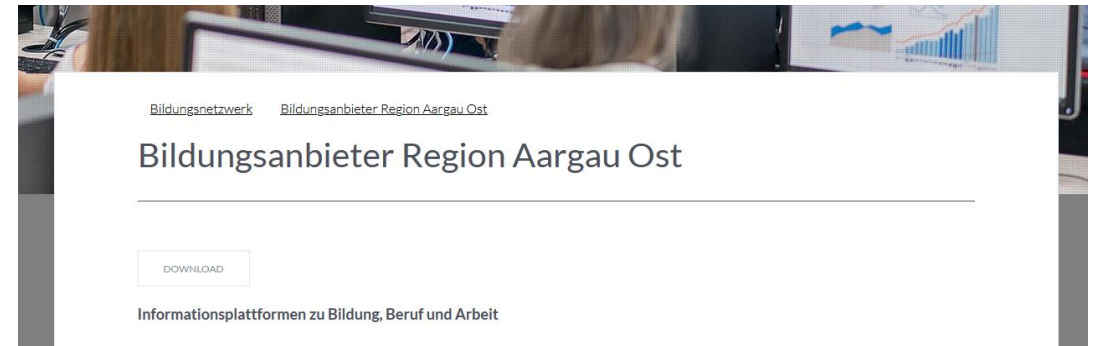 Bildungsnetzwerk Bildungsanbieter Region Aargau Ost
Bildungsanbieter Region Aargau Ost
DOWNLOAD
Informationsplattformen zu Bildung, Beruf und Arbeit